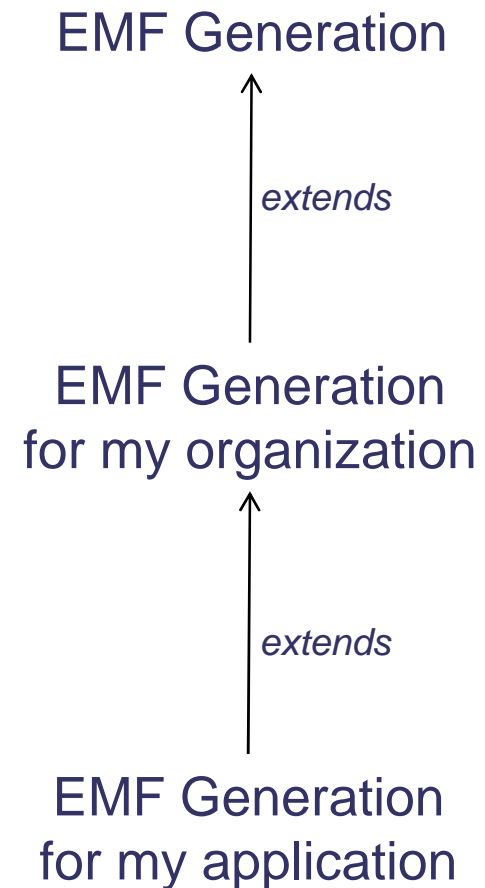 EMF Generation
extends
EMF Generation
for my organization
extends
EMF Generation
for my application